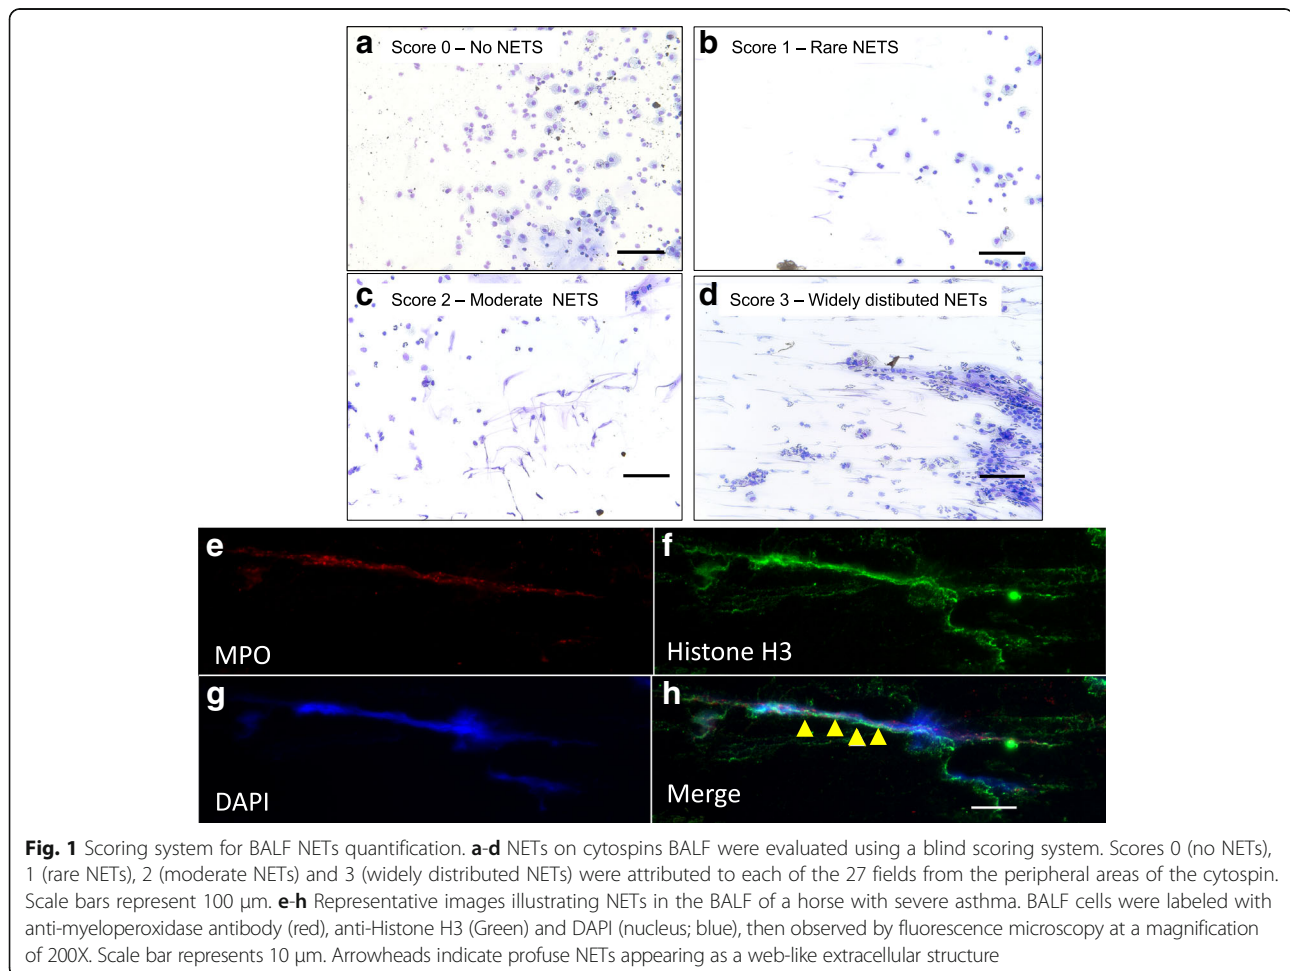 a Score 0 – No NETS
b Score 1 – Rare NETS
c Score 2 – Moderate NETS
d Score 3 – Widely distibuted NETs
e
MPO
f
Histone H3
g
DAPI
h
Merge
Fig. 1 Scoring system for BALF NETs quantification. a-d NETs on cytospins BALF were evaluated using a blind scoring system. Scores 0 (no NETs),
1 (rare NETs), 2 (moderate NETs) and 3 (widely distributed NETs) were attributed to each of the 27 fields from the peripheral areas of the cytospin.
Scale bars represent 100 μm. e-h Representative images illustrating NETs in the BALF of a horse with severe asthma. BALF cells were labeled with
anti-myeloperoxidase antibody (red), anti-Histone H3 (Green) and DAPI (nucleus; blue), then observed by fluorescence microscopy at a magnification
of 200X. Scale bar represents 10 μm. Arrowheads indicate profuse NETs appearing as a web-like extracellular structure